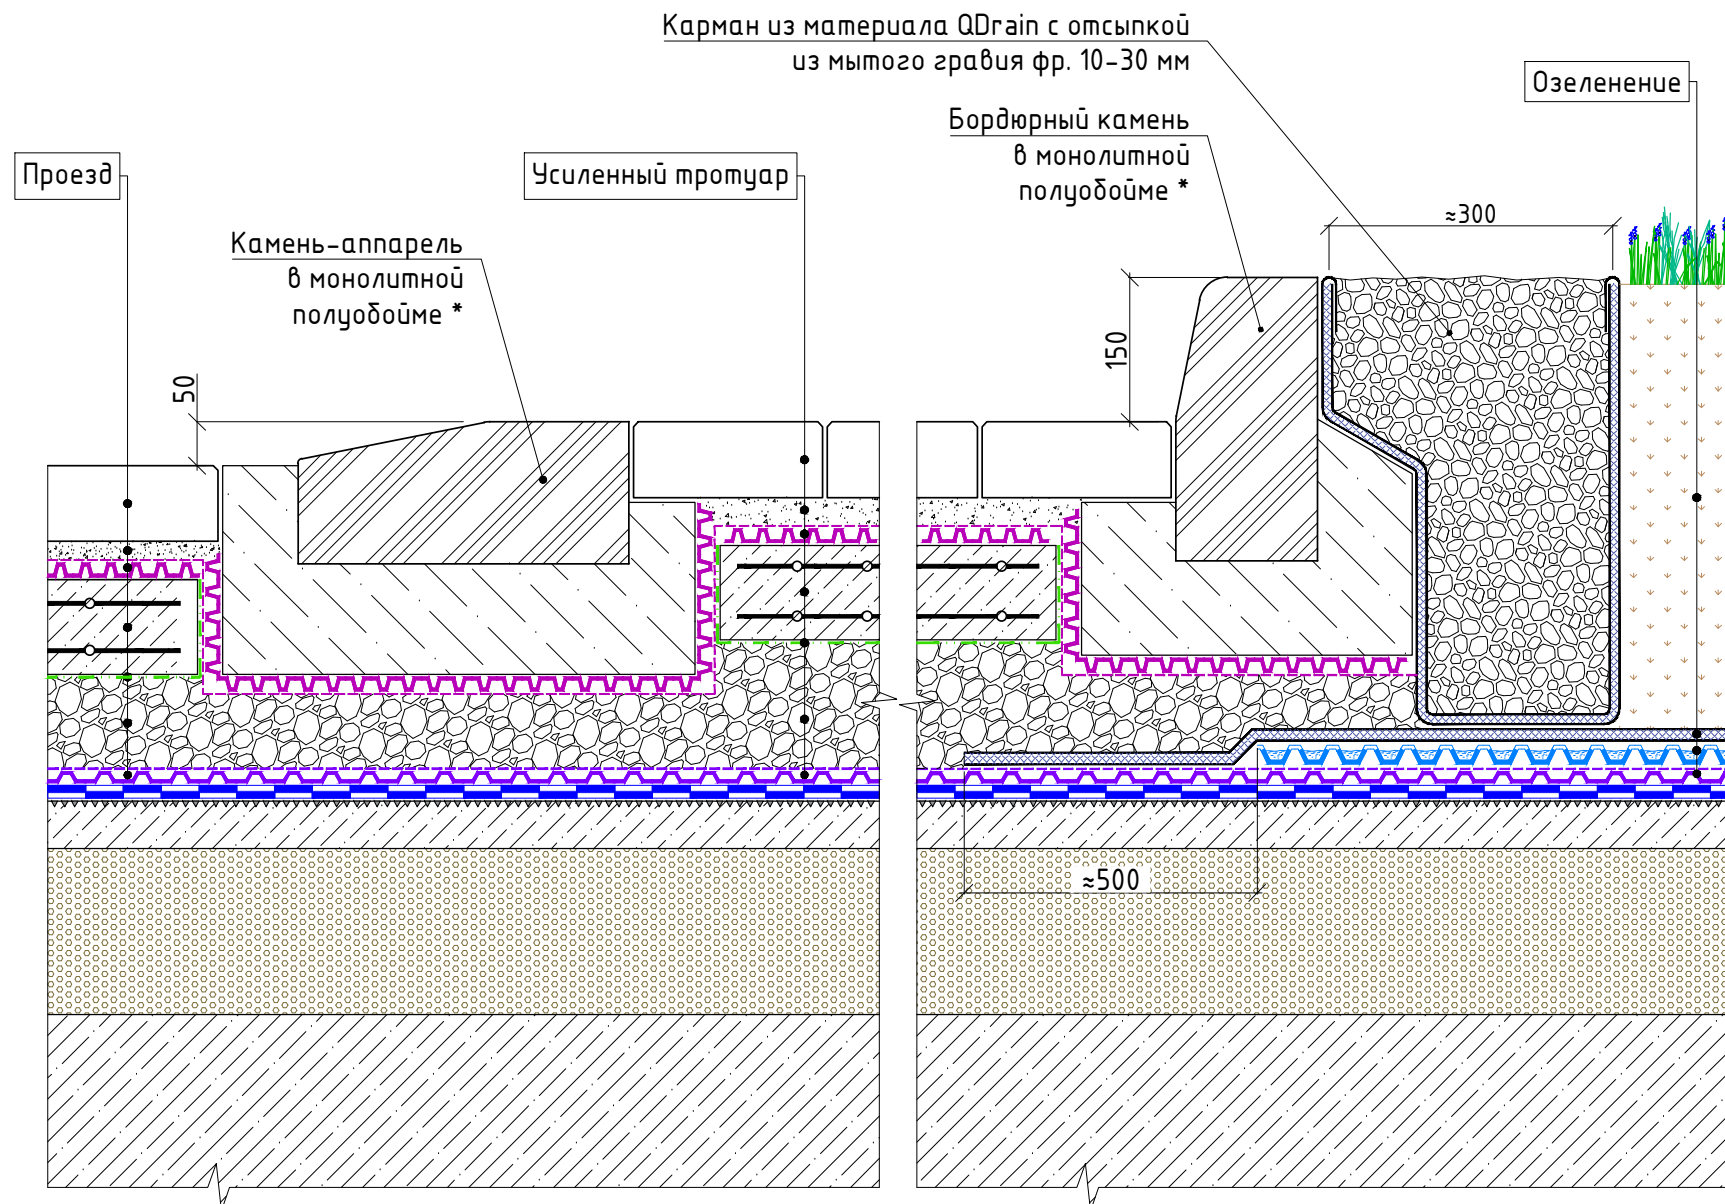 Карман из материала QDrain с отсыпкой
из мытого гравия фр. 10-30 мм
Озеленение
Бордюрный камень
в монолитной
полуобойме *
Проезд
Усиленный тротуар
Камень-аппарель
в монолитной
полуобойме *
≈300
150
50
≈500